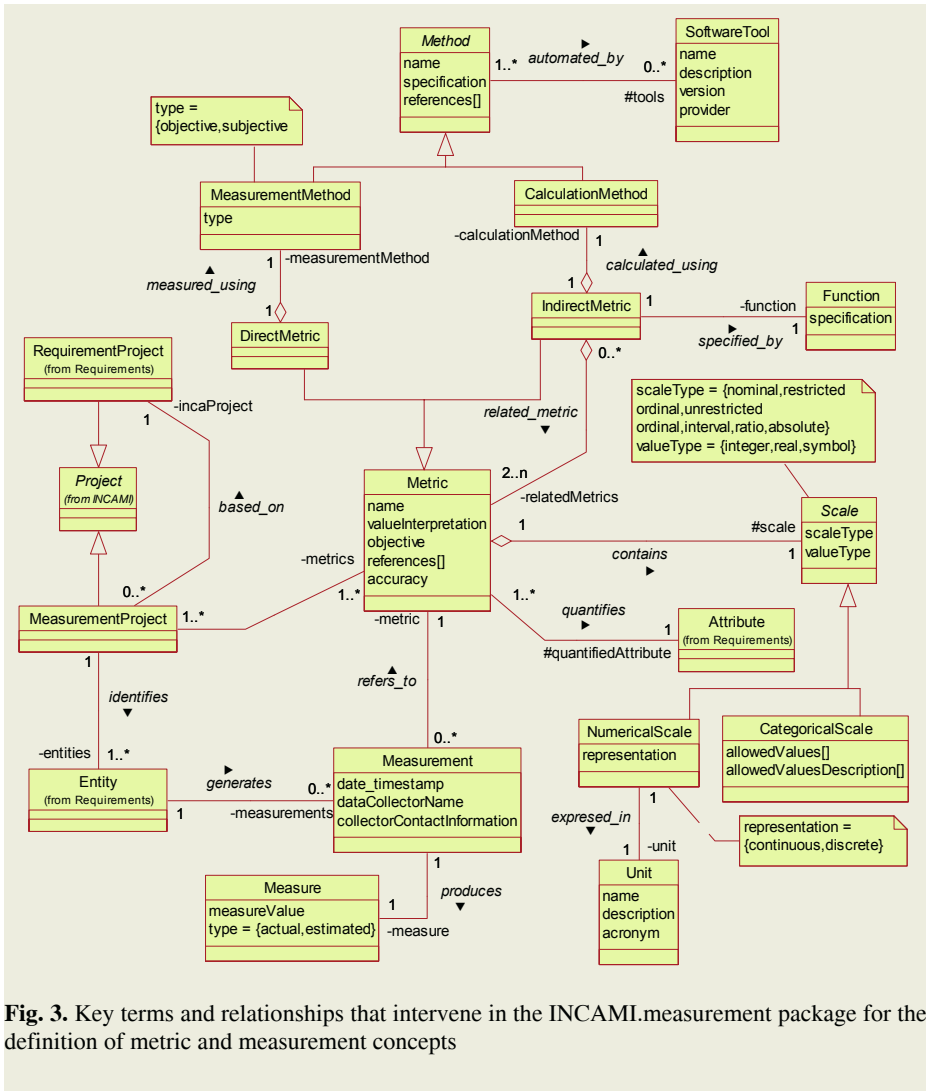 Method
name
specification
references[]
1..*
automated_by
0..*
#tools
SoftwareTool
name
description
version
provider
type =
{objective,subjective
MeasurementMethod
type
CalculationMethod
-calculationMethod
1
calculated_using
1
-measurementMethod
measured_using
1
1
DirectMetric
1
IndirectMetric
1
-function
specified_by
1
Function
specification
0..*
RequirementProject
(from Requirements)
-incaProject
1
related_metric
scaleType = {nominal,restricted
ordinal,unrestricted
ordinal,interval,ratio,absolute}
valueType = {integer,real,symbol}
Project
(from INCAMI)
based_on
2..n
-relatedMetrics
Metric
name
valueInterpretation
objective
references[]
accuracy
1
contains
#scale
1
Scale
scaleType
valueType
-metrics
1..*
0..*
MeasurementProject
1..*
1..*
quantifies
1
#quantifiedAttribute
Attribute
(from Requirements)
-metric
1
1
identifies
refers_to
-entities
1..*
0..*
NumericalScale
representation
CategoricalScale
allowedValues[]
allowedValuesDescription[]
Entity
(from Requirements)
generates
0..*
1
-measurements
Measurement
date_timestamp
dataCollectorName
collectorContactInformation
1
expresed_in
1
-unit
representation =
{continuous,discrete}
1
produces
Measure
measureValue
type = {actual,estimated}
1
-measure
Unit
name
description
acronym
Fig. 3. Key terms and relationships that intervene in the INCAMI.measurement package for the
definition of metric and measurement concepts